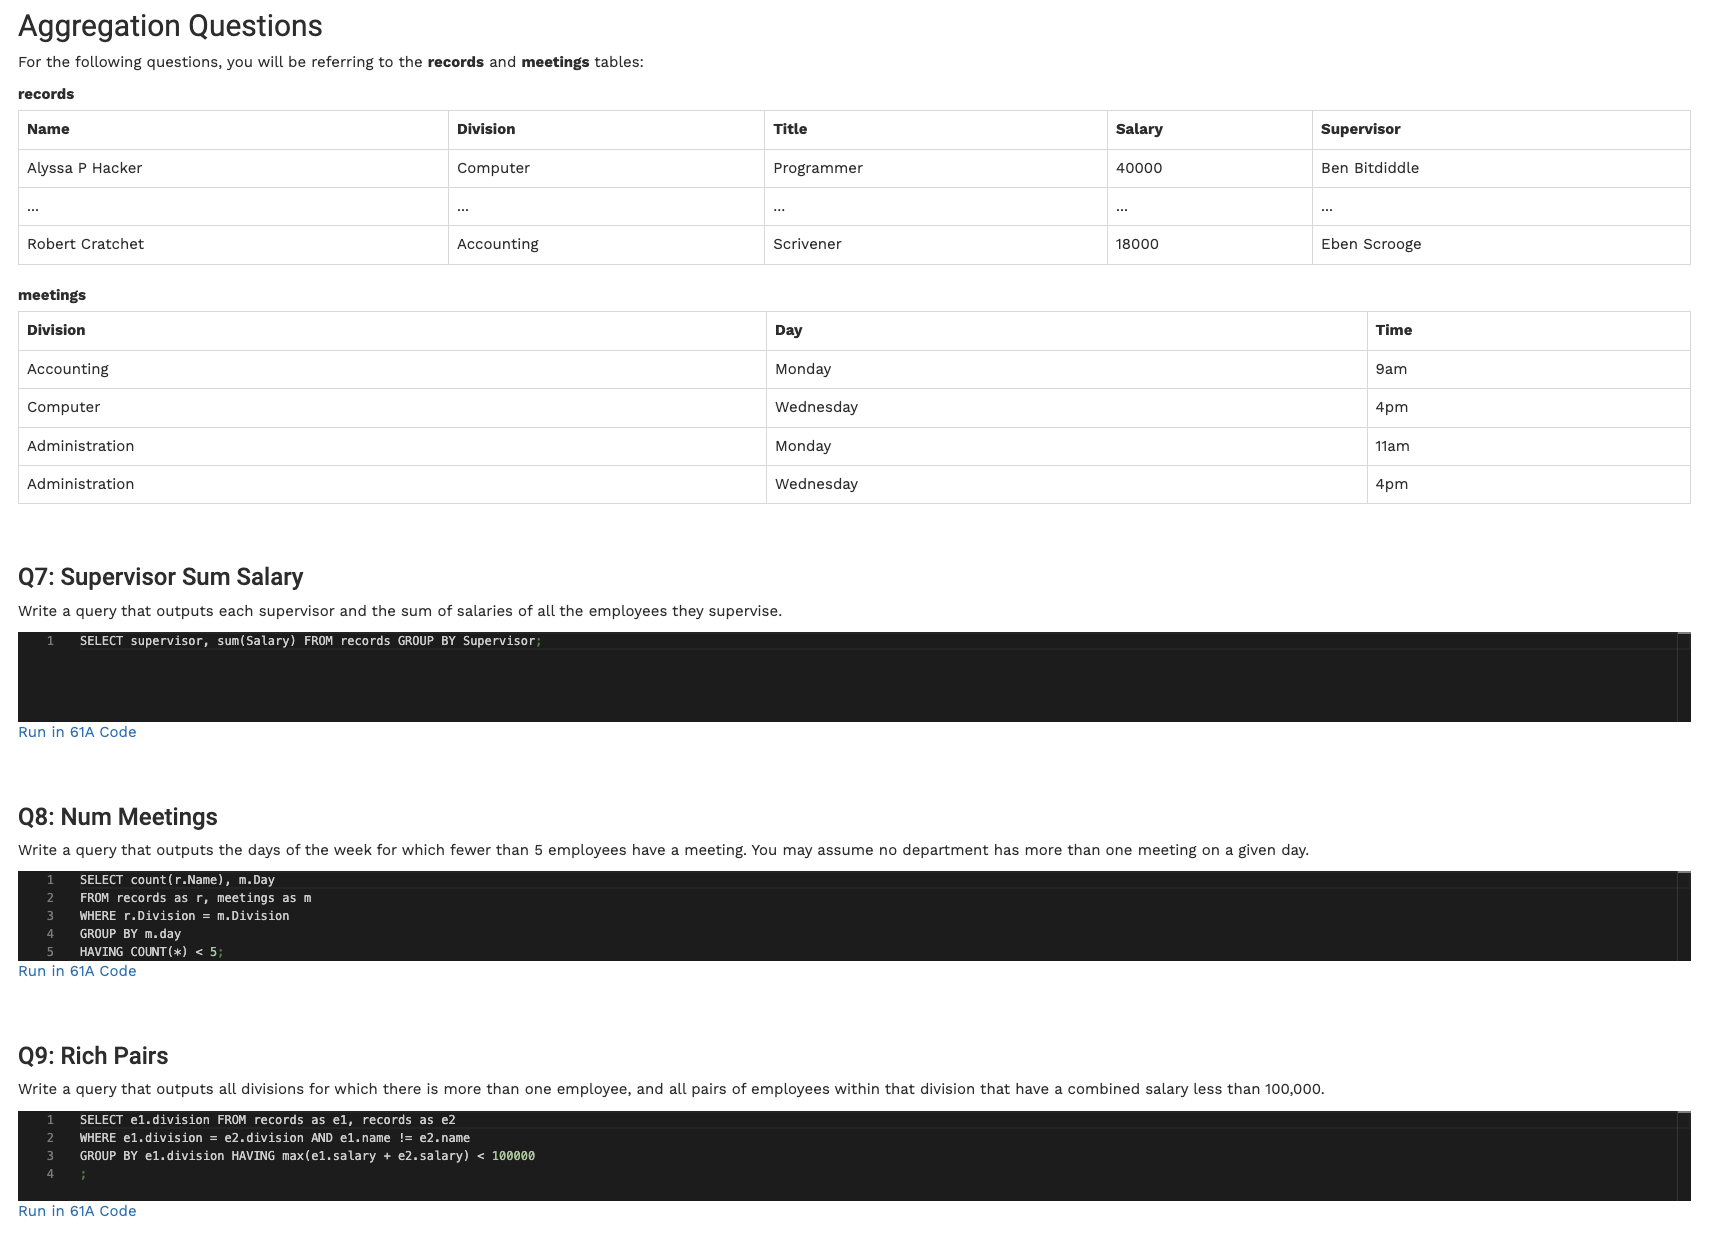 Aggregation Questions
For the following questions, you will be referring to the records and meetings tables:
records
Name Division Title Salary Supervisor
Alyssa P Hacker Computer Programmer 40000 Ben Bitdiddle
... ... ... ... ...
Robert Cratchet Accounting Scrivener 18000 Eben Scrooge
meetings
Division Day Time
Accounting Monday 9am
Computer Wednesday 4pm
Administration Monday 11am
Administration Wednesday 4pm
Q7: Supervisor Sum Salary
Write a query that outputs each supervisor and the sum of salaries of all the employees they supervise.
1 SELECT supervisor, sum(Salary) FROM records GROUP BY Supervisor;
Run in 61A Code
Q8: Num Meetings
Write a query that outputs the days of the week for which fewer than 5 employees have a meeting. You may assume no department has more than one meeting on a given day.
1 SELECT count(r.Name), m.Day
2 FROM records as r, meetings as m
3 WHERE r.Division = m.Division
4 GROUP BY m.day
5 HAVING COUNT(*) < 5;
Run in 61A Code
Q9: Rich Pairs
Write a query that outputs all divisions for which there is more than one employee, and all pairs of employees within that division that have a combined salary less than 100,000.
1 SELECT e1.division FROM records as e1, records as e2
2 WHERE e1.division = e2.division AND e1.name != e2.name
3 GROUP BY e1.division HAVING max(e1.salary + e2.salary) < 100000
4 ;
Run in 61A Code